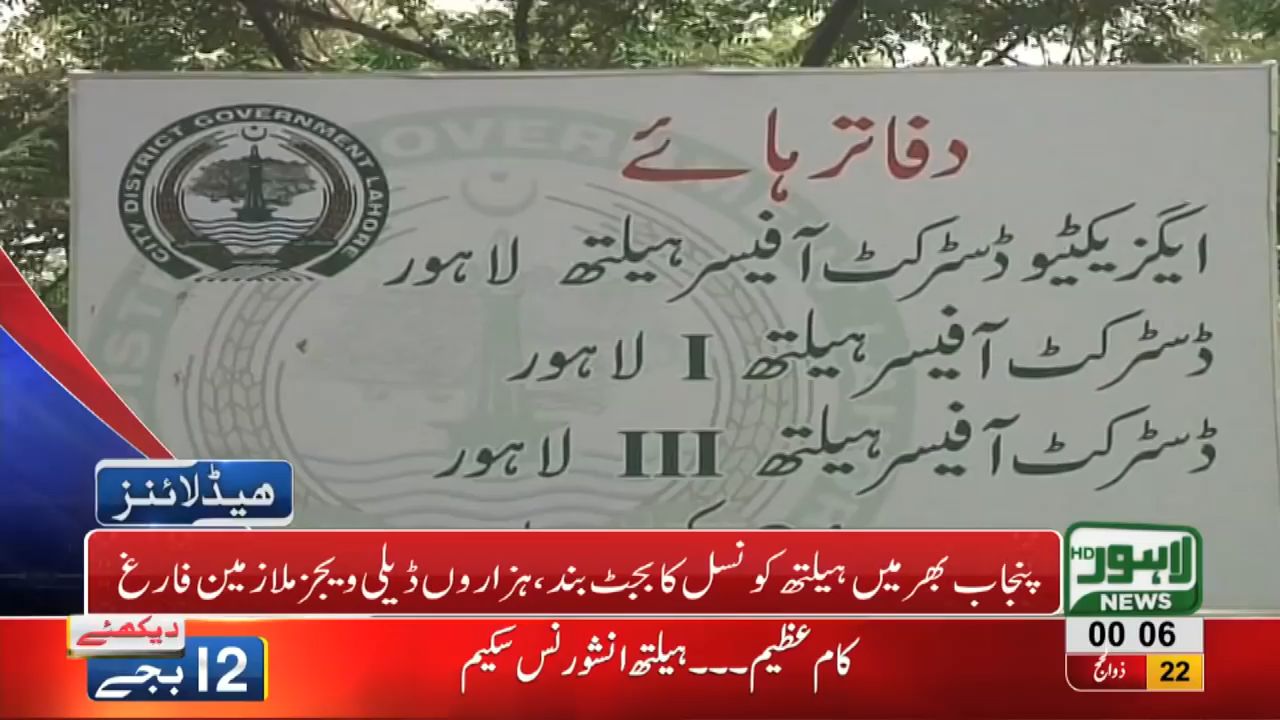 CITY DISTRICT GOVERNMENT LAHORE
دفاتر ہائے
ایگزیکٹیو ڈسٹرکٹ آفیسر ہیلتھ لاہور
ڈسٹرکٹ آفیسر ہیلتھ I لاہور
ڈسٹرکٹ آفیسر ہیلتھ III لاہور
ہیڈلائنز
پنجاب بھر میں ہیلتھ کونسل کا بجٹ بند، ہزاروں ڈیلی ویجز ملازمین فارغ
لاہور HD
NEWS
دیکھئے
12 بجے
کام عظیم۔۔۔ہیلتھ انشورنس سکیم
00 06
22 ذوالحج